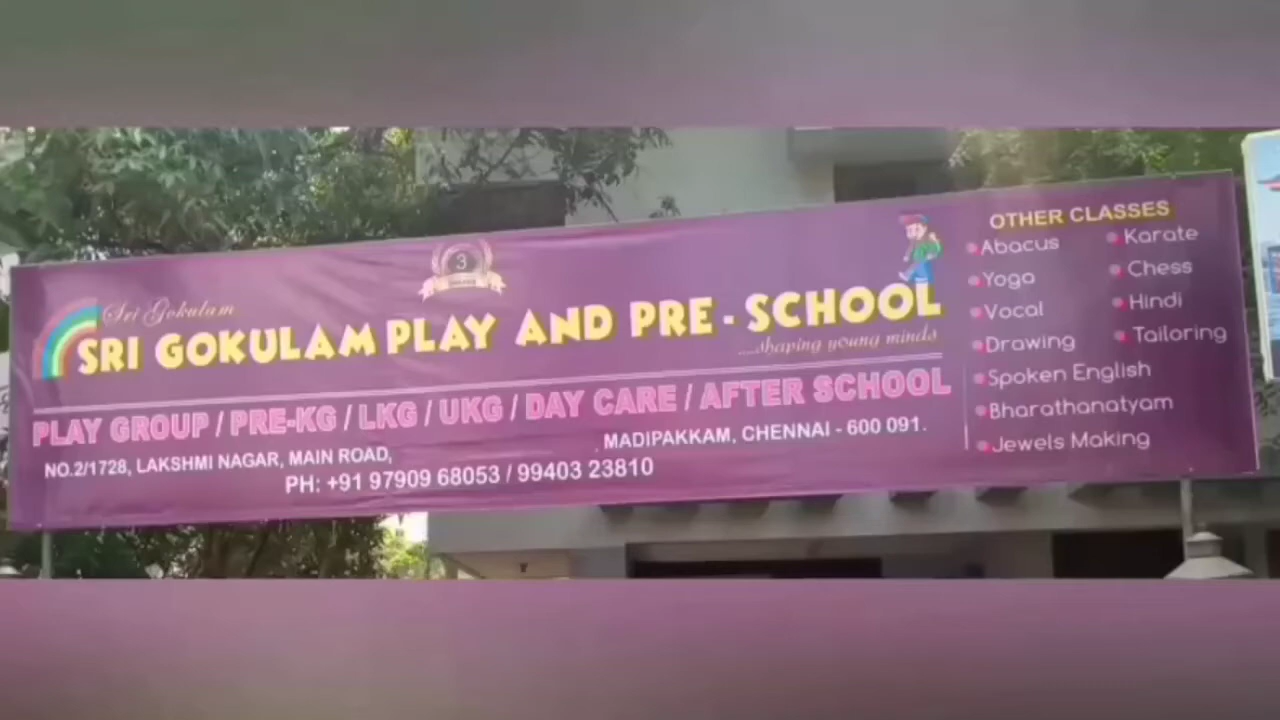 Sri Gokulam
3
SRI GOKULAM PLAY AND PRE - SCHOOL
....shaping young minds
PLAY GROUP / PRE-KG / LKG / UKG / DAY CARE / AFTER SCHOOL
NO.2/1728, LAKSHMI NAGAR, MAIN ROAD, MADIPAKKAM, CHENNAI - 600 091.
PH: +91 97909 68053 / 99403 23810
OTHER CLASSES
Abacus
Karate
Yoga
Chess
Vocal
Hindi
Drawing
Tailoring
Spoken English
Bharathanatyam
Jewels Making